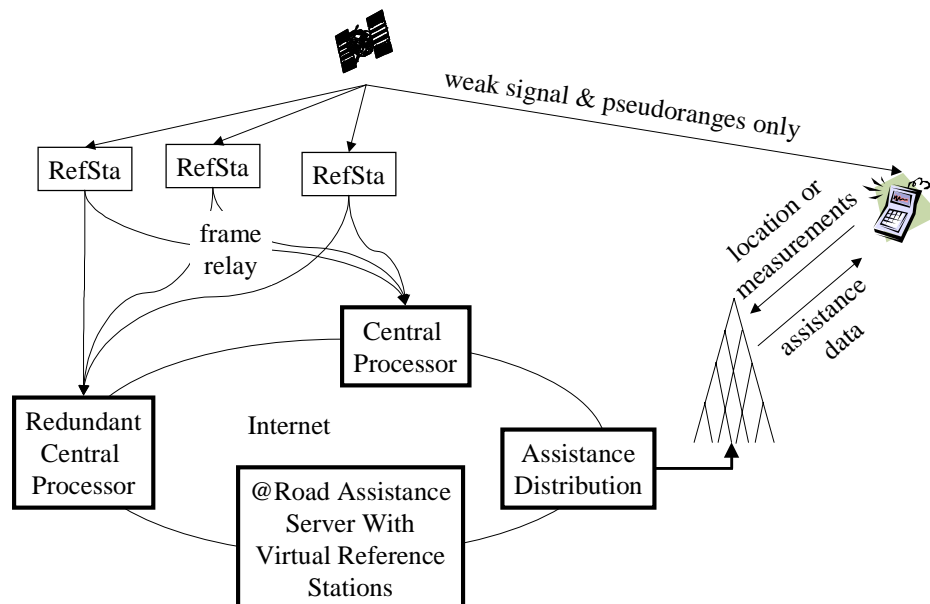 weak signal & pseudoranges only
RefSta
RefSta
RefSta
frame
relay
location or
measurements
assistance
data
Central
Processor
Redundant
Central
Processor
Internet
Assistance
Distribution
@Road Assistance
Server With
Virtual Reference
Stations